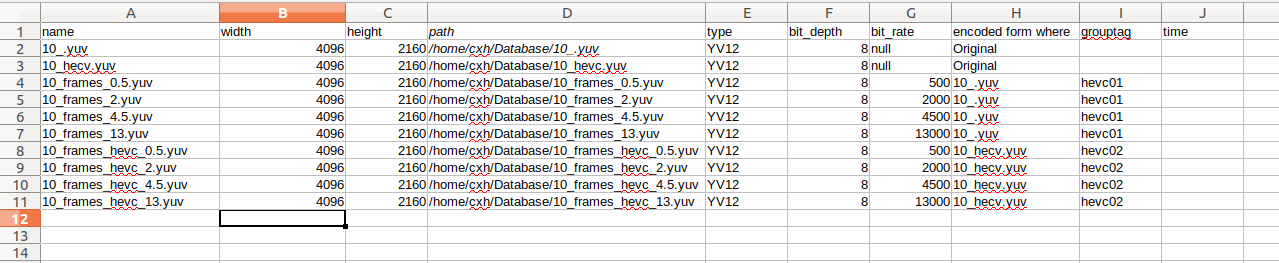 A B C D E F G H I J
1 name width height path type bit_depth bit_rate encoded form where grouptag time
2 10_.yuv 4096 2160 /home/cxh/Database/10_.yuv YV12 8 null Original
3 10_hecv.yuv 4096 2160 /home/cxh/Database/10_hevc.yuv YV12 8 null Original
4 10_frames_0.5.yuv 4096 2160 /home/cxh/Database/10_frames_0.5.yuv YV12 8 500 10_.yuv hevc01
5 10_frames_2.yuv 4096 2160 /home/cxh/Database/10_frames_2.yuv YV12 8 2000 10_.yuv hevc01
6 10_frames_4.5.yuv 4096 2160 /home/cxh/Database/10_frames_4.5.yuv YV12 8 4500 10_.yuv hevc01
7 10_frames_13.yuv 4096 2160 /home/cxh/Database/10_frames_13.yuv YV12 8 13000 10_.yuv hevc01
8 10_frames_hevc_0.5.yuv 4096 2160 /home/cxh/Database/10_frames_hevc_0.5.yuv YV12 8 500 10_hecv.yuv hevc02
9 10_frames_hevc_2.yuv 4096 2160 /home/cxh/Database/10_frames_hevc_2.yuv YV12 8 2000 10_hecv.yuv hevc02
10 10_frames_hevc_4.5.yuv 4096 2160 /home/cxh/Database/10_frames_hevc_4.5.yuv YV12 8 4500 10_hecv.yuv hevc02
11 10_frames_hevc_13.yuv 4096 2160 /home/cxh/Database/10_frames_hevc_13.yuv YV12 8 13000 10_hecv.yuv hevc02
12
13
14